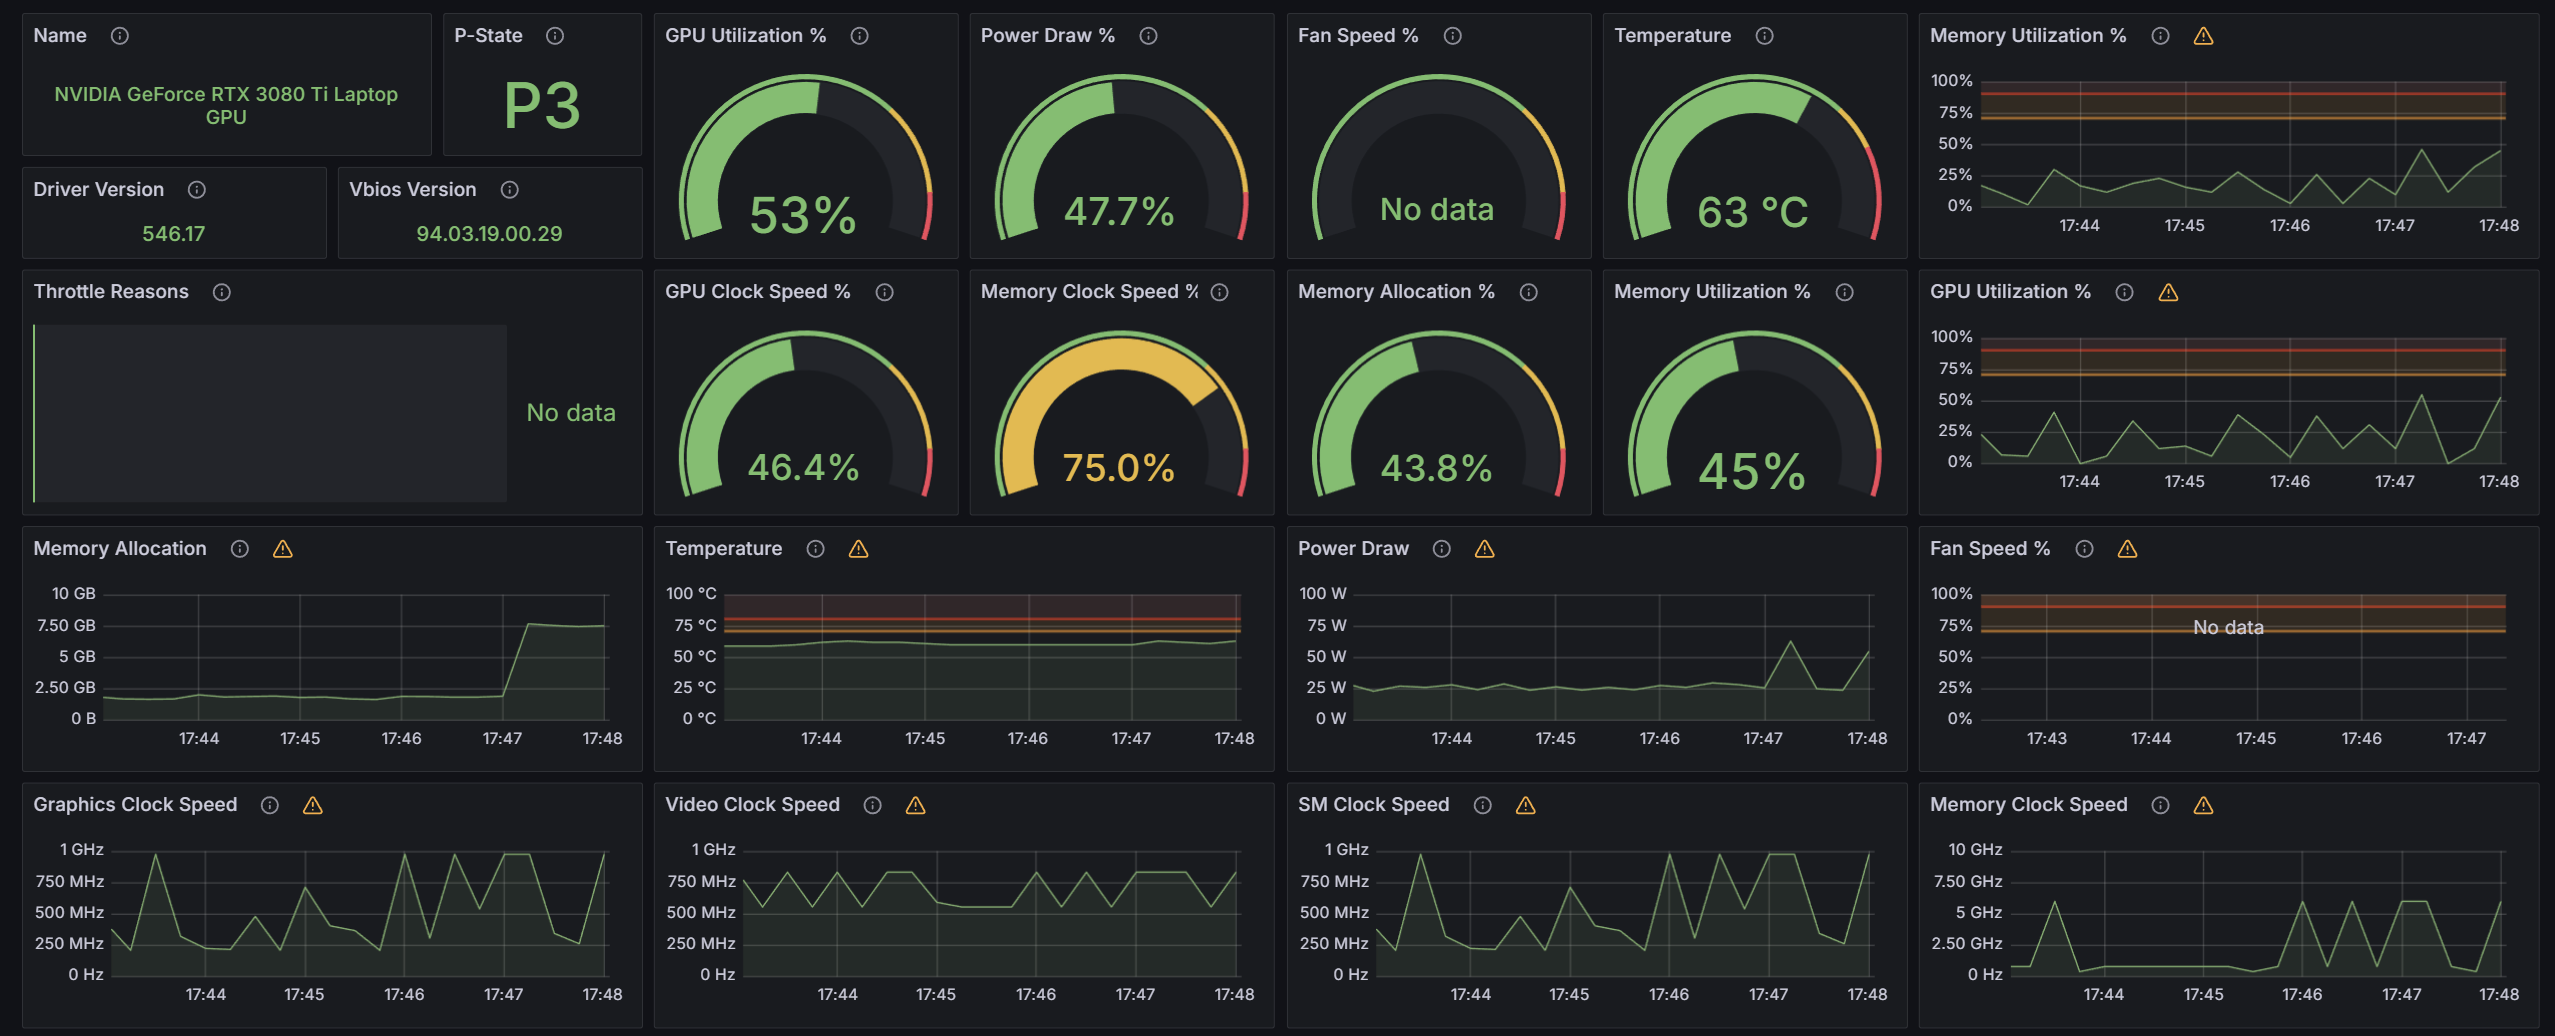 Name
NVIDIA GeForce RTX 3080 Ti Laptop
GPU
P-State
P3
GPU Utilization %
53%
Power Draw %
47.7%
Fan Speed %
No data
Temperature
63 °C
Memory Utilization %
100%
75%
50%
25%
0%
17:44 17:45 17:46 17:47 17:48
Driver Version
546.17
Vbios Version
94.03.19.00.29
Throttle Reasons
No data
GPU Clock Speed %
46.4%
Memory Clock Speed %
75.0%
Memory Allocation %
43.8%
Memory Utilization %
45%
GPU Utilization %
100%
75%
50%
25%
0%
17:44 17:45 17:46 17:47 17:48
Memory Allocation
10 GB
7.50 GB
5 GB
2.50 GB
0 B
17:44 17:45 17:46 17:47 17:48
Temperature
100 °C
75 °C
50 °C
25 °C
0 °C
17:44 17:45 17:46 17:47 17:48
Power Draw
100 W
75 W
50 W
25 W
0 W
17:44 17:45 17:46 17:47 17:48
Fan Speed %
100%
75%
50%
25%
0%
No data
17:43 17:44 17:45 17:46 17:47
Graphics Clock Speed
1 GHz
750 MHz
500 MHz
250 MHz
0 Hz
17:44 17:45 17:46 17:47 17:48
Video Clock Speed
1 GHz
750 MHz
500 MHz
250 MHz
0 Hz
17:44 17:45 17:46 17:47 17:48
SM Clock Speed
1 GHz
750 MHz
500 MHz
250 MHz
0 Hz
17:44 17:45 17:46 17:47 17:48
Memory Clock Speed
10 GHz
7.50 GHz
5 GHz
2.50 GHz
0 Hz
17:44 17:45 17:46 17:47 17:48